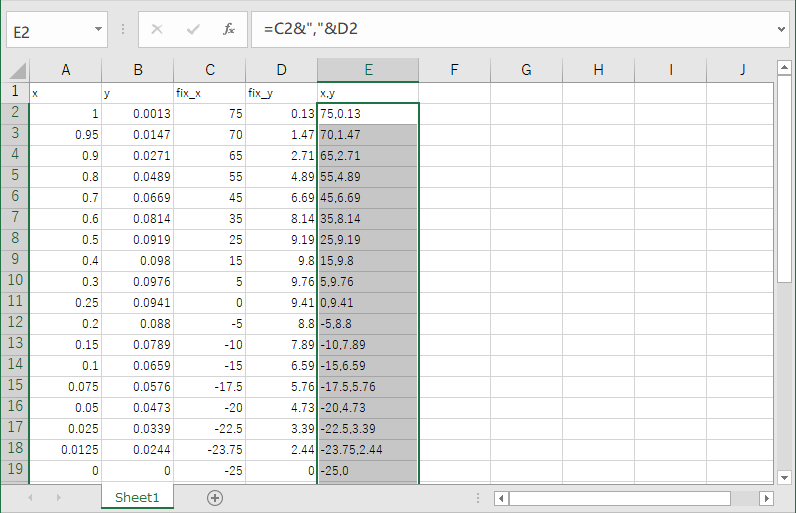 E2 fx =C2&","&D2
A B C D E F G H I J
1 x y fix_x fix_y x,y
2 1 0.0013 75 0.13 75,0.13
3 0.95 0.0147 70 1.47 70,1.47
4 0.9 0.0271 65 2.71 65,2.71
5 0.8 0.0489 55 4.89 55,4.89
6 0.7 0.0669 45 6.69 45,6.69
7 0.6 0.0814 35 8.14 35,8.14
8 0.5 0.0919 25 9.19 25,9.19
9 0.4 0.098 15 9.8 15,9.8
10 0.3 0.0976 5 9.76 5,9.76
11 0.25 0.0941 0 9.41 0,9.41
12 0.2 0.088 -5 8.8 -5,8.8
13 0.15 0.0789 -10 7.89 -10,7.89
14 0.1 0.0659 -15 6.59 -15,6.59
15 0.075 0.0576 -17.5 5.76 -17.5,5.76
16 0.05 0.0473 -20 4.73 -20,4.73
17 0.025 0.0339 -22.5 3.39 -22.5,3.39
18 0.0125 0.0244 -23.75 2.44 -23.75,2.44
19 0 0 -25 0 -25,0
Sheet1